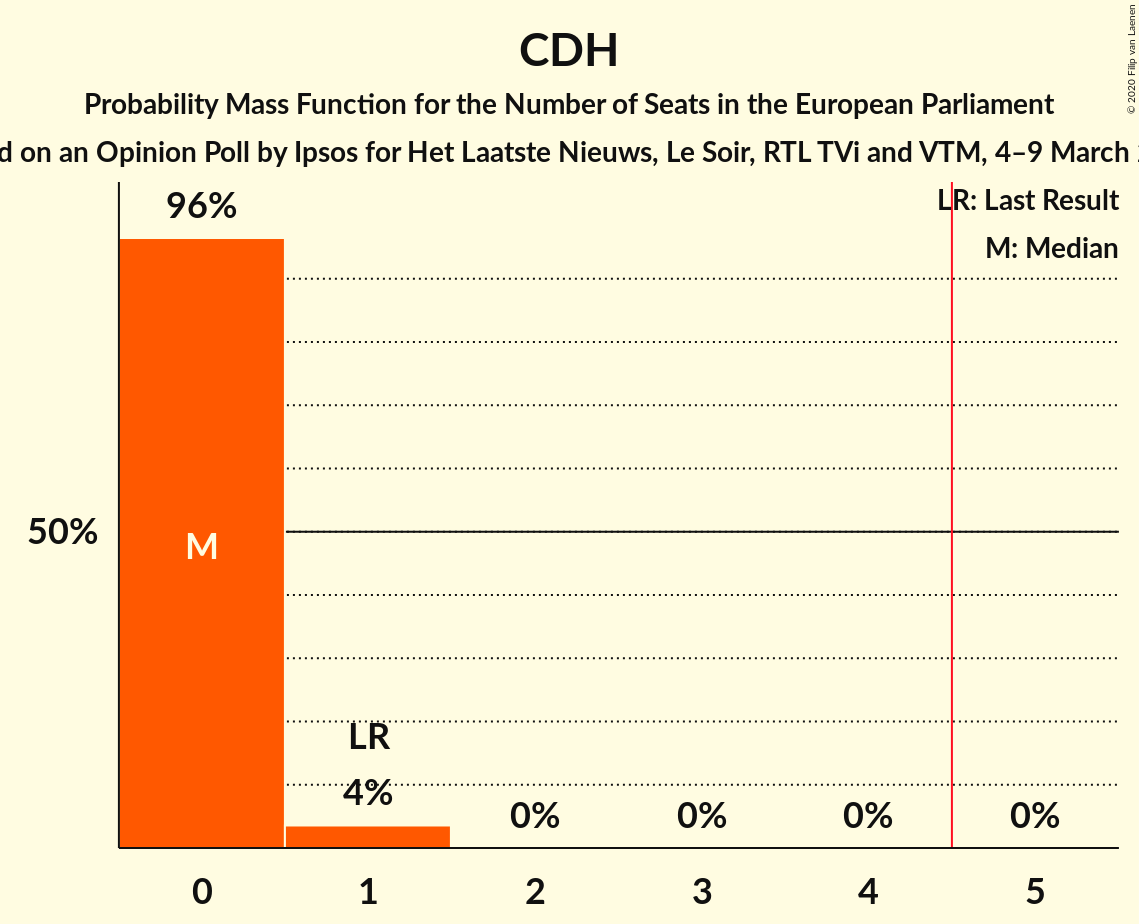 CDH
Probability Mass Function for the Number of Seats in the European Parliament
on an Opinion Poll by Ipsos for Het Laatste Nieuws, Le Soir, RTL TVi and VTM, 4–9 March
© 2020 Filip van Laenen
LR: Last Result
M: Median
96%
50%
M
LR
4%
0%
0%
0%
0%
0
1
2
3
4
5